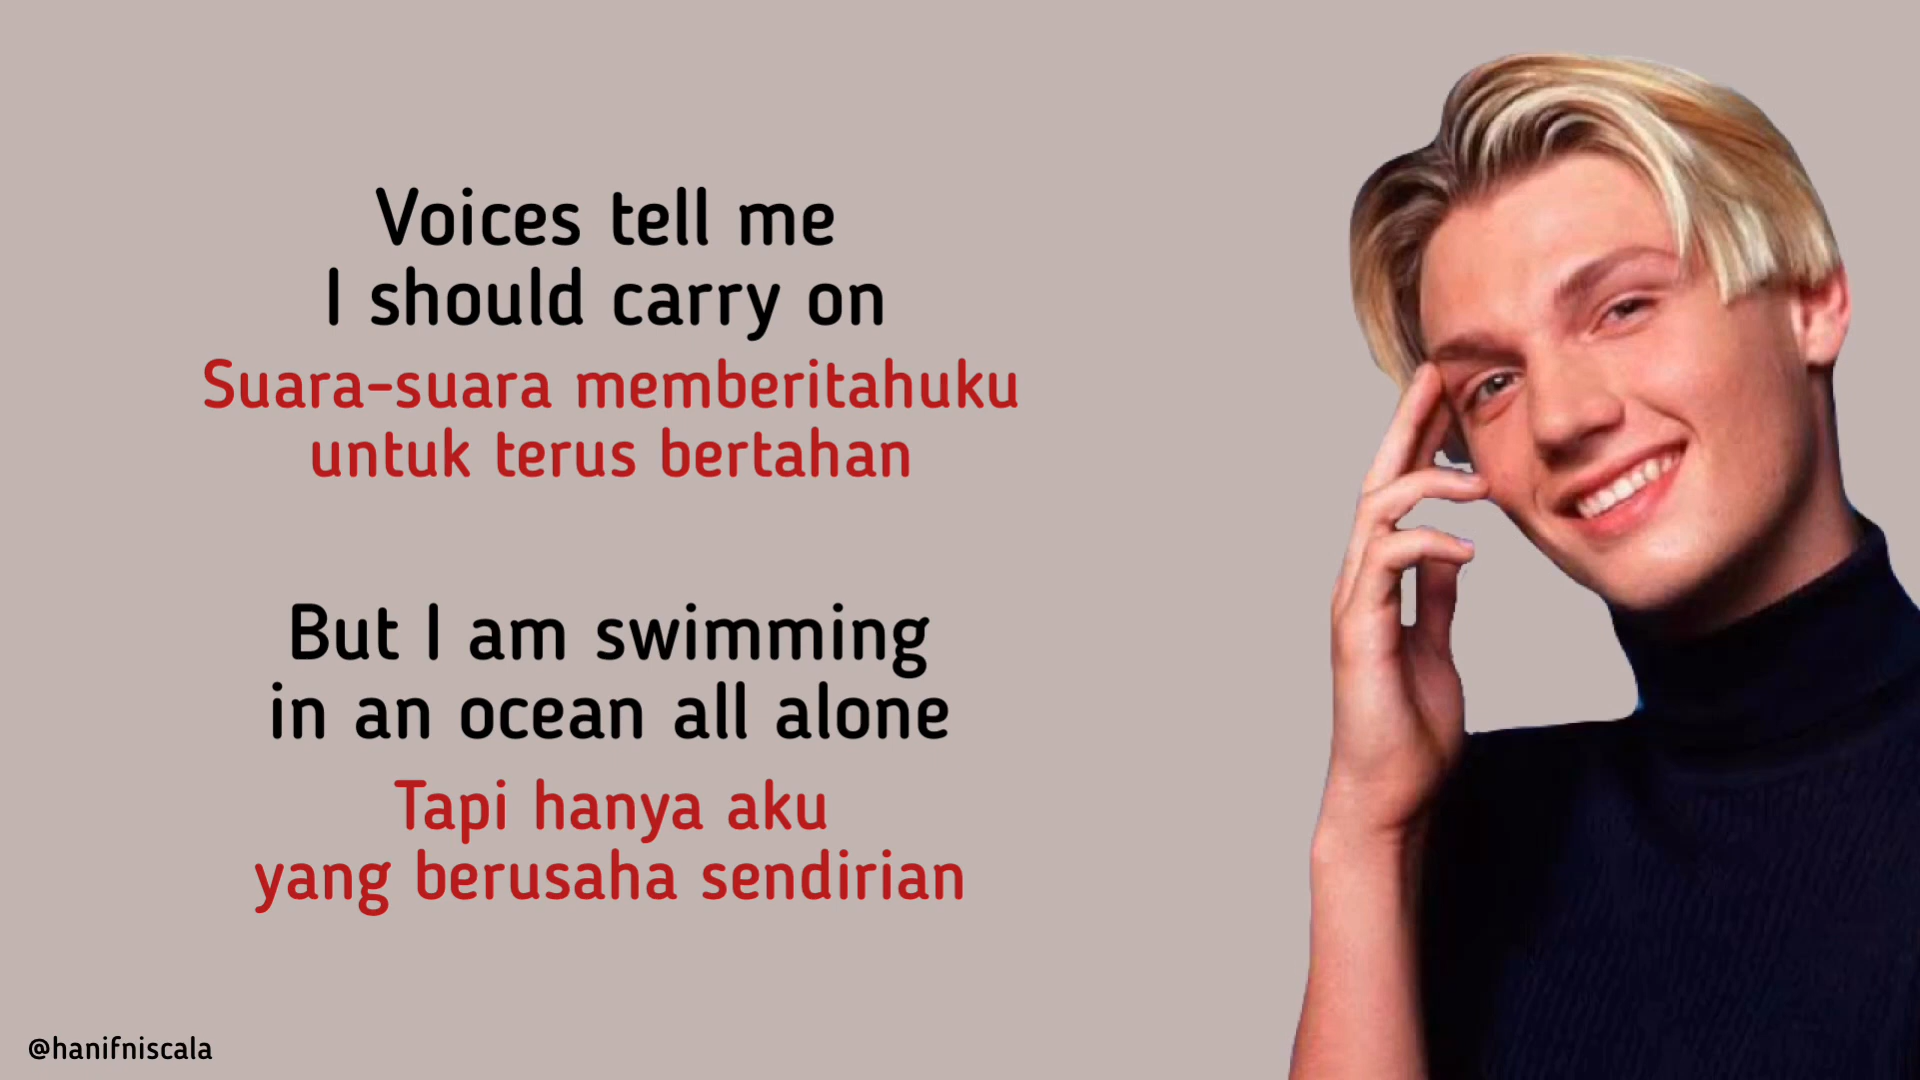 Voices tell me
I should carry on
Suara-suara memberitahuku
untuk terus bertahan
But I am swimming
in an ocean all alone
Tapi hanya aku
yang berusaha sendirian
@hanifniscala